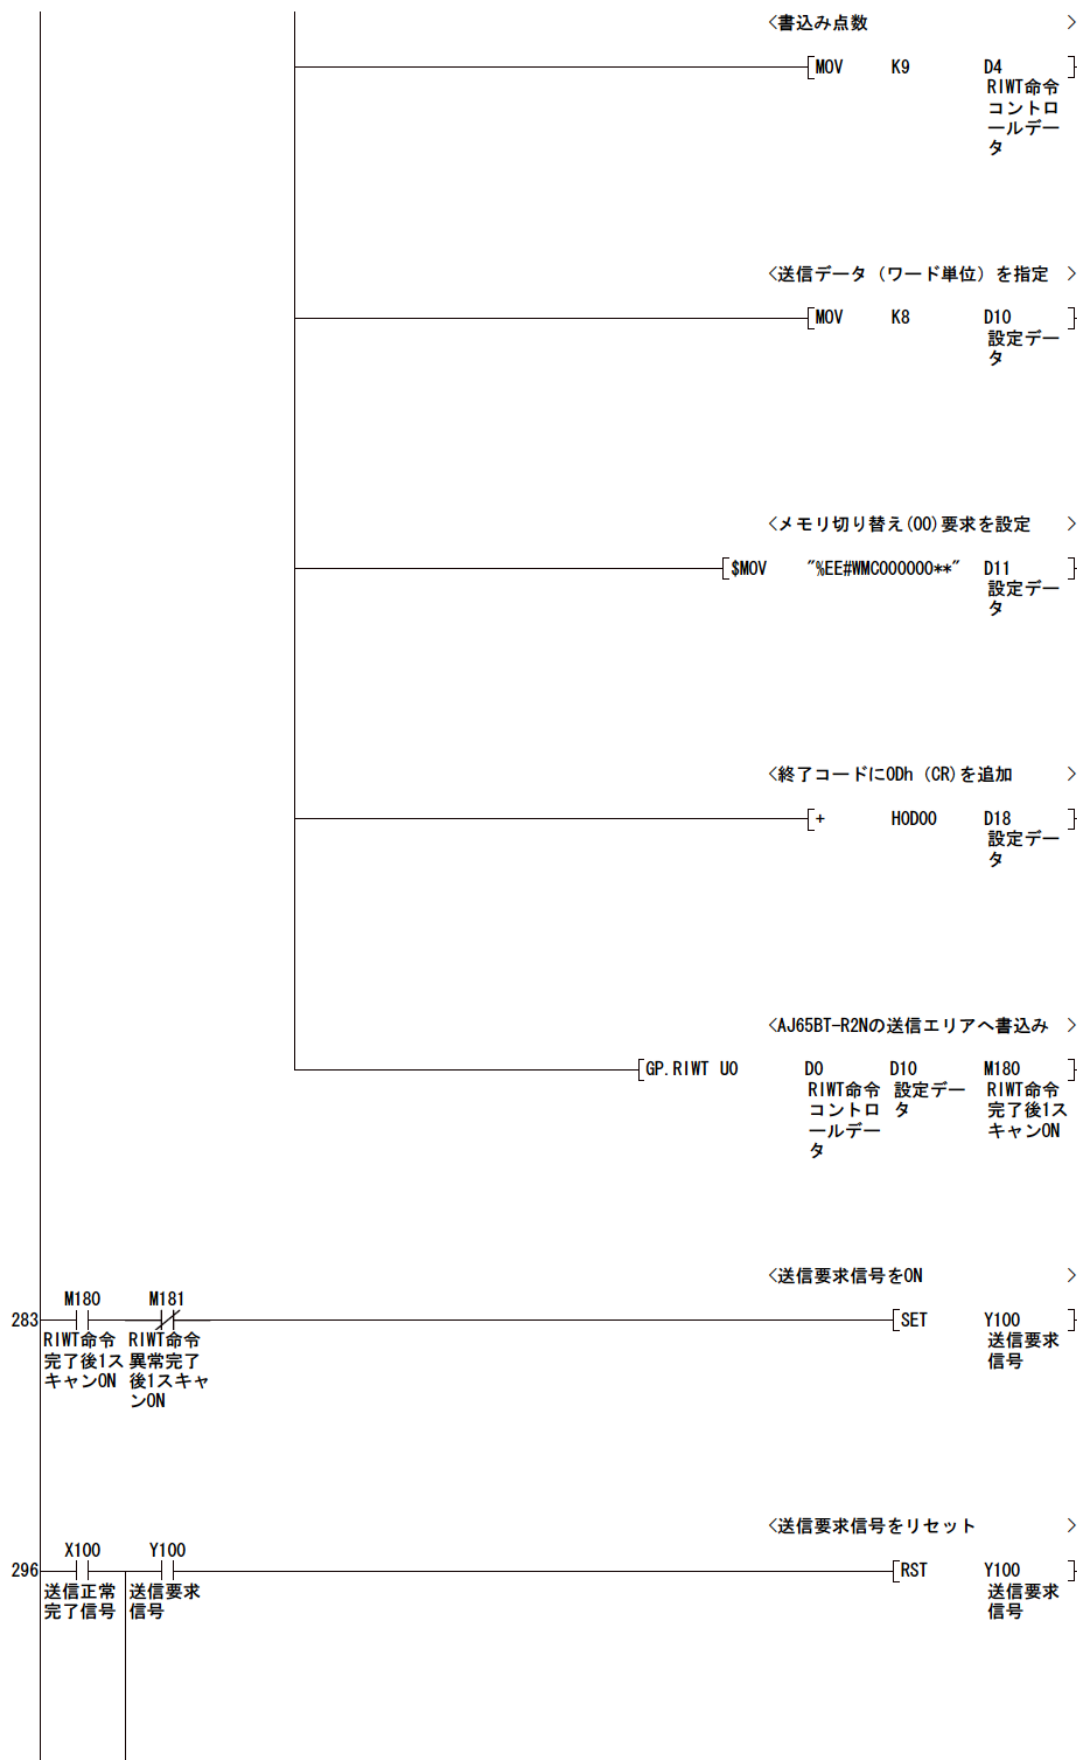 <書込み点数 >
MOV K9 D4
RIWT命令
コントロ
ールデー
タ
<送信データ（ワード単位）を指定 >
MOV K8 D10
設定デー
タ
<メモリ切り替え(00)要求を設定 >
$MOV "%EE#WMC000000**" D11
設定デー
タ
<終了コードに0Dh（CR)を追加 >
+ H0D00 D18
設定デー
タ
<AJ65BT-R2Nの送信エリアへ書込み >
GP.RIWT U0 D0 D10 M180
RIWT命令 設定デー RIWT命令
コントロ タ 完了後1ス
ールデー キャンON
タ
<送信要求信号をON >
M180 M181
283 SET Y100
RIWT命令 RIWT命令 送信要求
完了後1ス 異常完了 信号
キャンON 後1スキャ
ンON
<送信要求信号をリセット >
X100 Y100
296 RST Y100
送信正常 送信要求 送信要求
完了信号 信号 信号